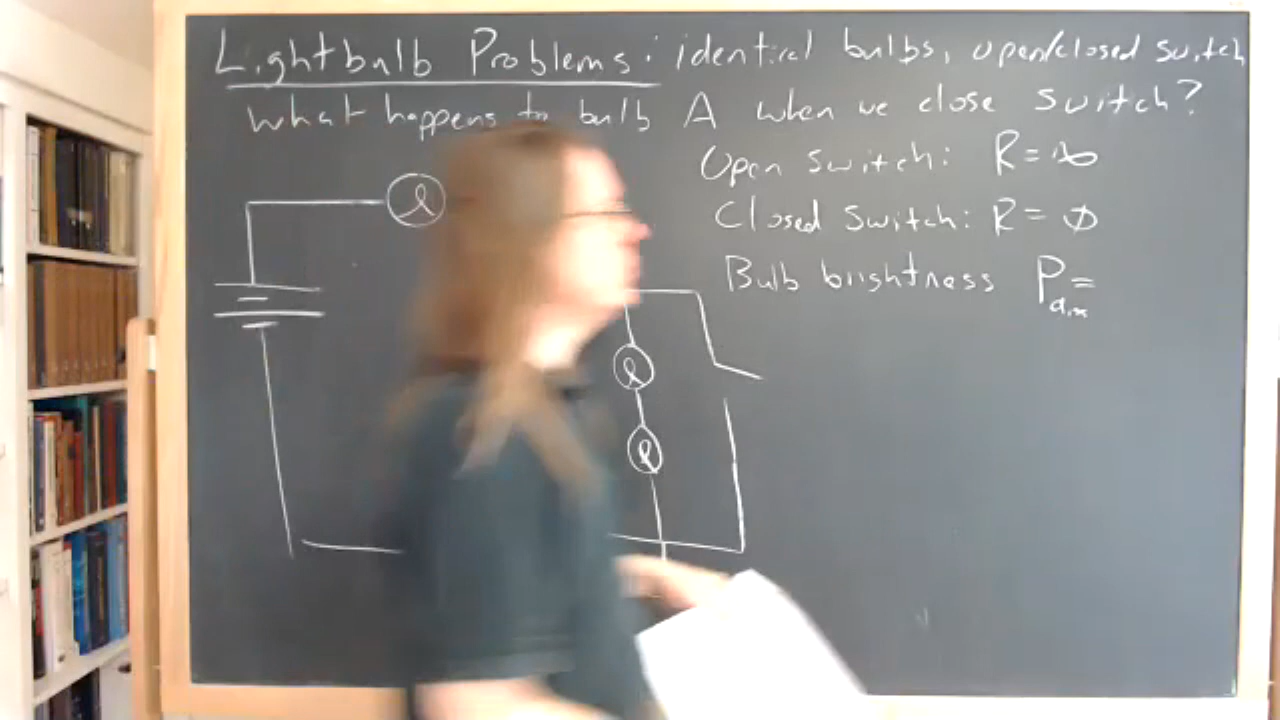 Lightbulb Problems: identical bulbs, open/closed switch
what happens to bulb A when we close switch?
Open switch: R=∞
Closed switch: R= ∅
Bulb brightness P=